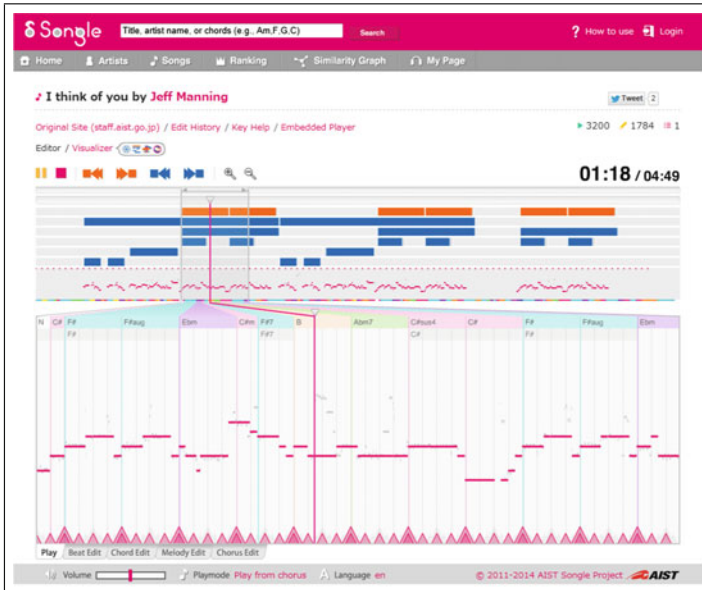 Songle
Title, artist name, or chords (e.g., Am,F,G,C) Search ? How to use Login
Home Artists Songs Ranking Similarity Graph My Page
I think of you by Jeff Manning Tweet 2
Original Site (staff.aist.go.jp) / Edit History / Key Help / Embedded Player 3200 1784 1
Editor / Visualizer
01:18 / 04:49
N C# F# F#aug Ebm C#m F#7 B Abm7 C#sus4 C# F# F#aug Ebm
F# F#7 C# F#
Play Beat Edit Chord Edit Melody Edit Chorus Edit
Volume Playmode Play from chorus Language en © 2011-2014 AIST Songle Project AIST